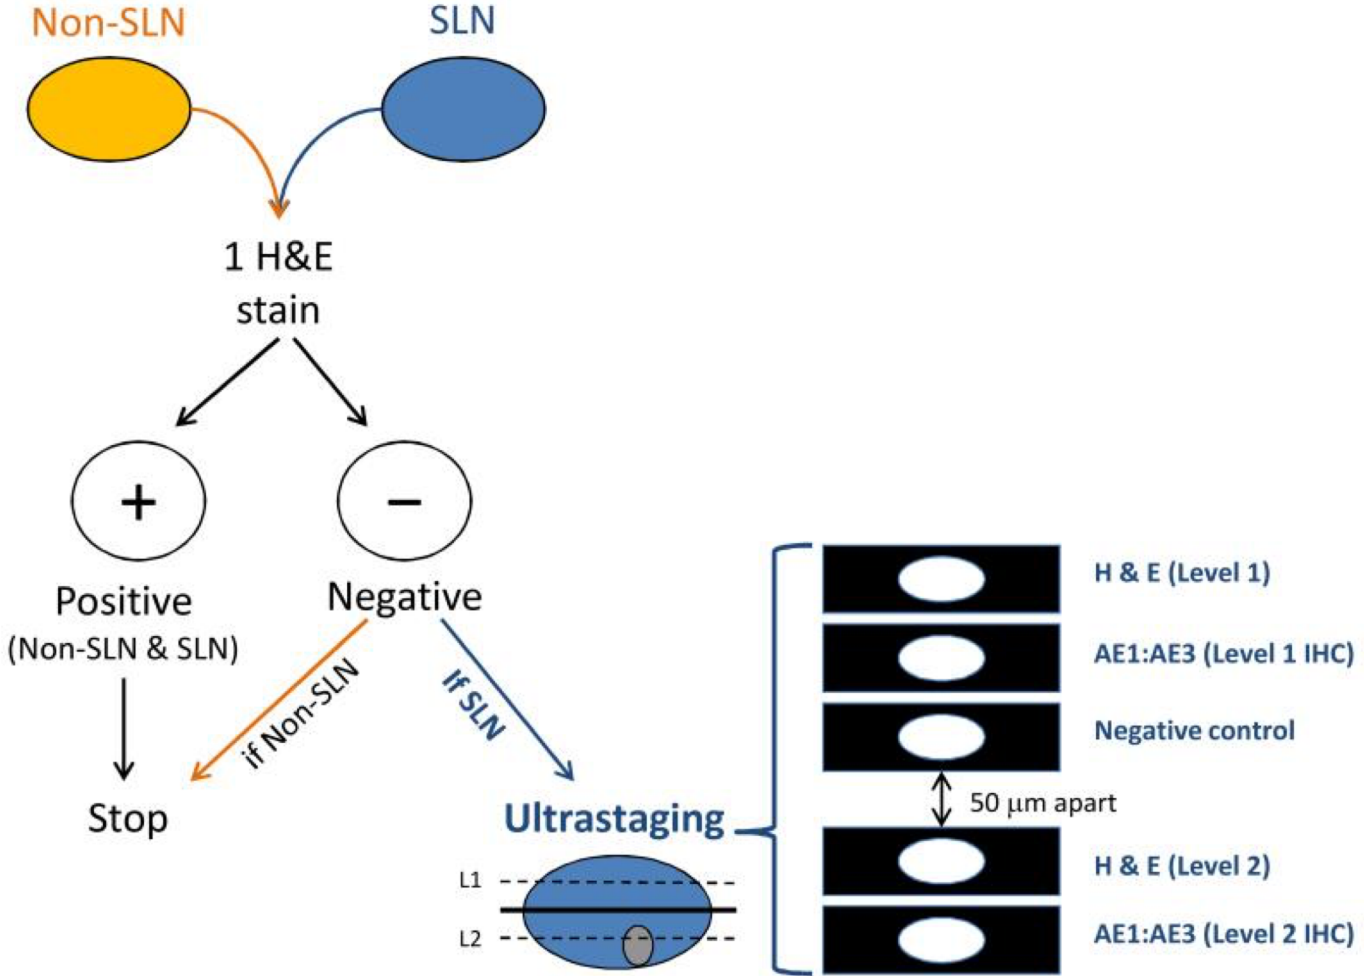 Non-SLN
SLN
1 H&E
stain
+
−
Positive
(Non-SLN & SLN)
Negative
if Non-SLN
If SLN
Stop
Ultrastaging
L1
L2
H & E (Level 1)
AE1:AE3 (Level 1 IHC)
Negative control
50 µm apart
H & E (Level 2)
AE1:AE3 (Level 2 IHC)